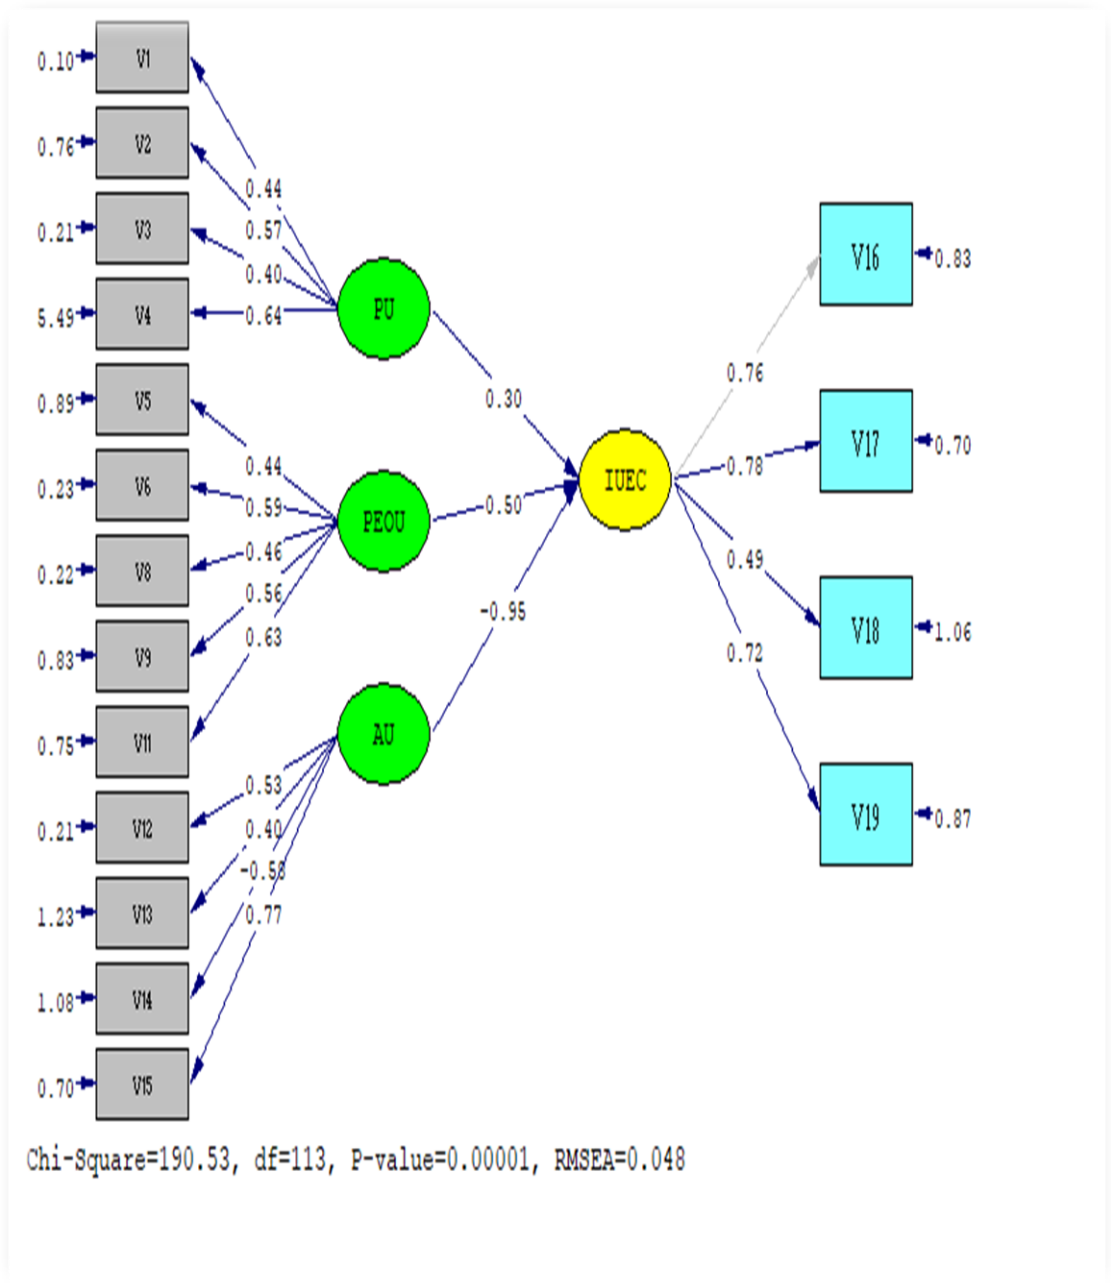 0.10 V1
0.76 V2
0.21 V3
5.49 V4
0.89 V5
0.23 V6
0.22 V8
0.83 V9
0.75 V11
0.21 V12
1.23 V13
1.08 V14
0.70 V15
0.44
0.57
0.40
0.64
0.44
0.59
0.46
0.56
0.63
0.53
0.40
-0.58
0.77
PU
PEOU
AU
0.30
0.50
-0.95
IUEC
0.76
0.78
0.49
0.72
V16 0.83
V17 0.70
V18 1.06
V19 0.87
Chi-Square=190.53, df=113, P-value=0.00001, RMSEA=0.048